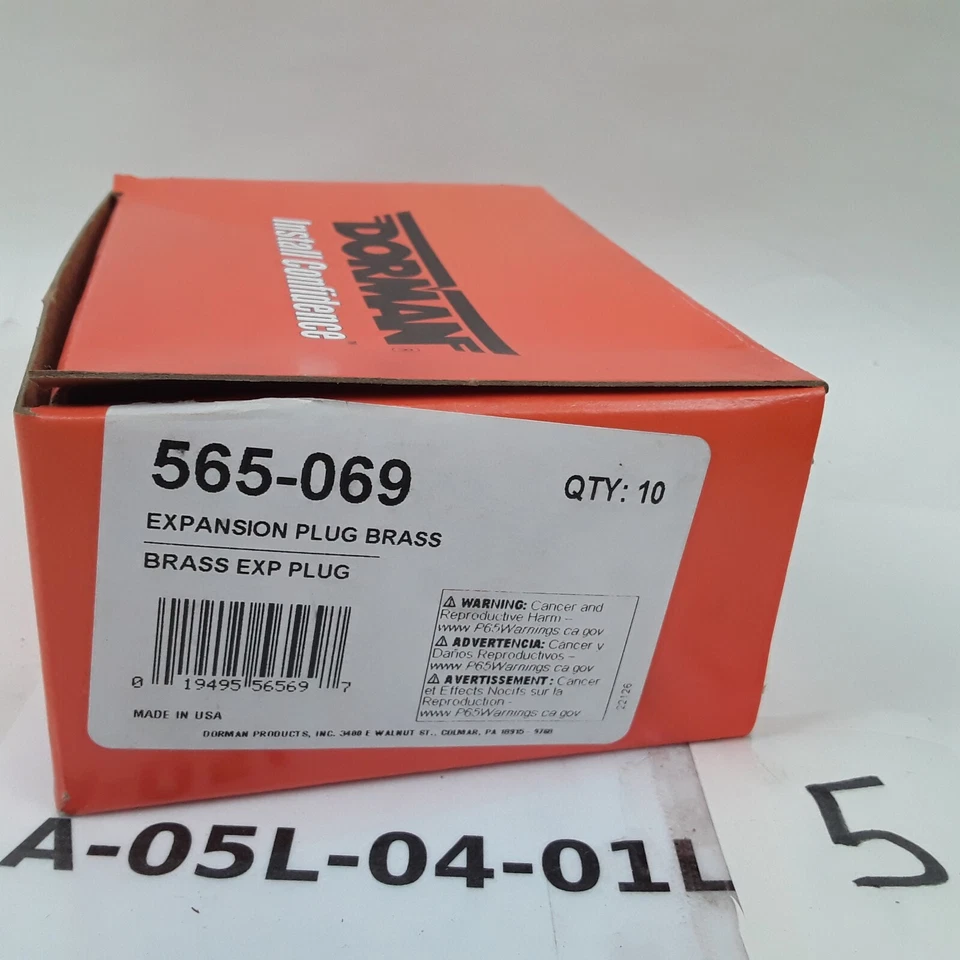 DORMAN
Install Confidence
565-069
QTY: 10
EXPANSION PLUG BRASS
BRASS EXP PLUG
⚠ WARNING: Cancer and
Reproductive Harm –
www P65Warnings ca gov
⚠ ADVERTENCIA: Cáncer y
Daños Reproductivos –
www P65Warnings ca gov
⚠ AVERTISSEMENT: Cancer
et Effects Nocifs sur la
Reproduction -
www P65Warnings ca gov
22126
0 19495 56569 7
MADE IN USA
DORMAN PRODUCTS, INC. 3400 E WALNUT ST., COLMAR, PA 18915 - 9768
A-05L-04-01L
5